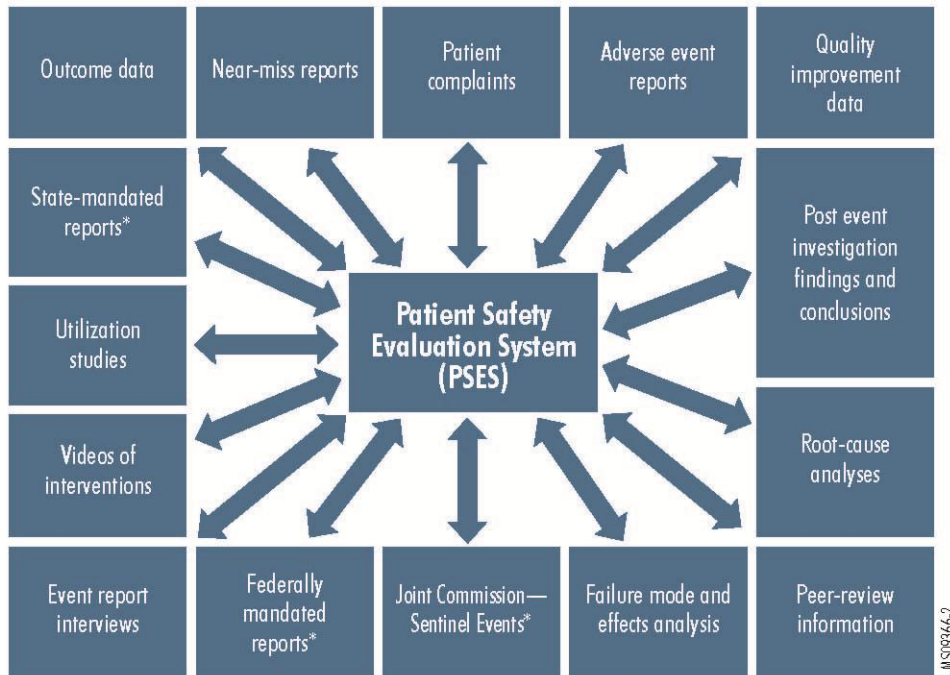 Outcome data
Near-miss reports
Patient
complaints
Adverse event
reports
Quality
improvement
data
State-mandated
reports*
Post event
investigation
findings and
conclusions
Patient Safety
Evaluation System
(PSES)
Utilization
studies
Videos of
interventions
Root-cause
analyses
Event report
interviews
Federally
mandated
reports*
Joint Commission—
Sentinel Events*
Failure mode and
effects analysis
Peer-review
information
MS09366-2